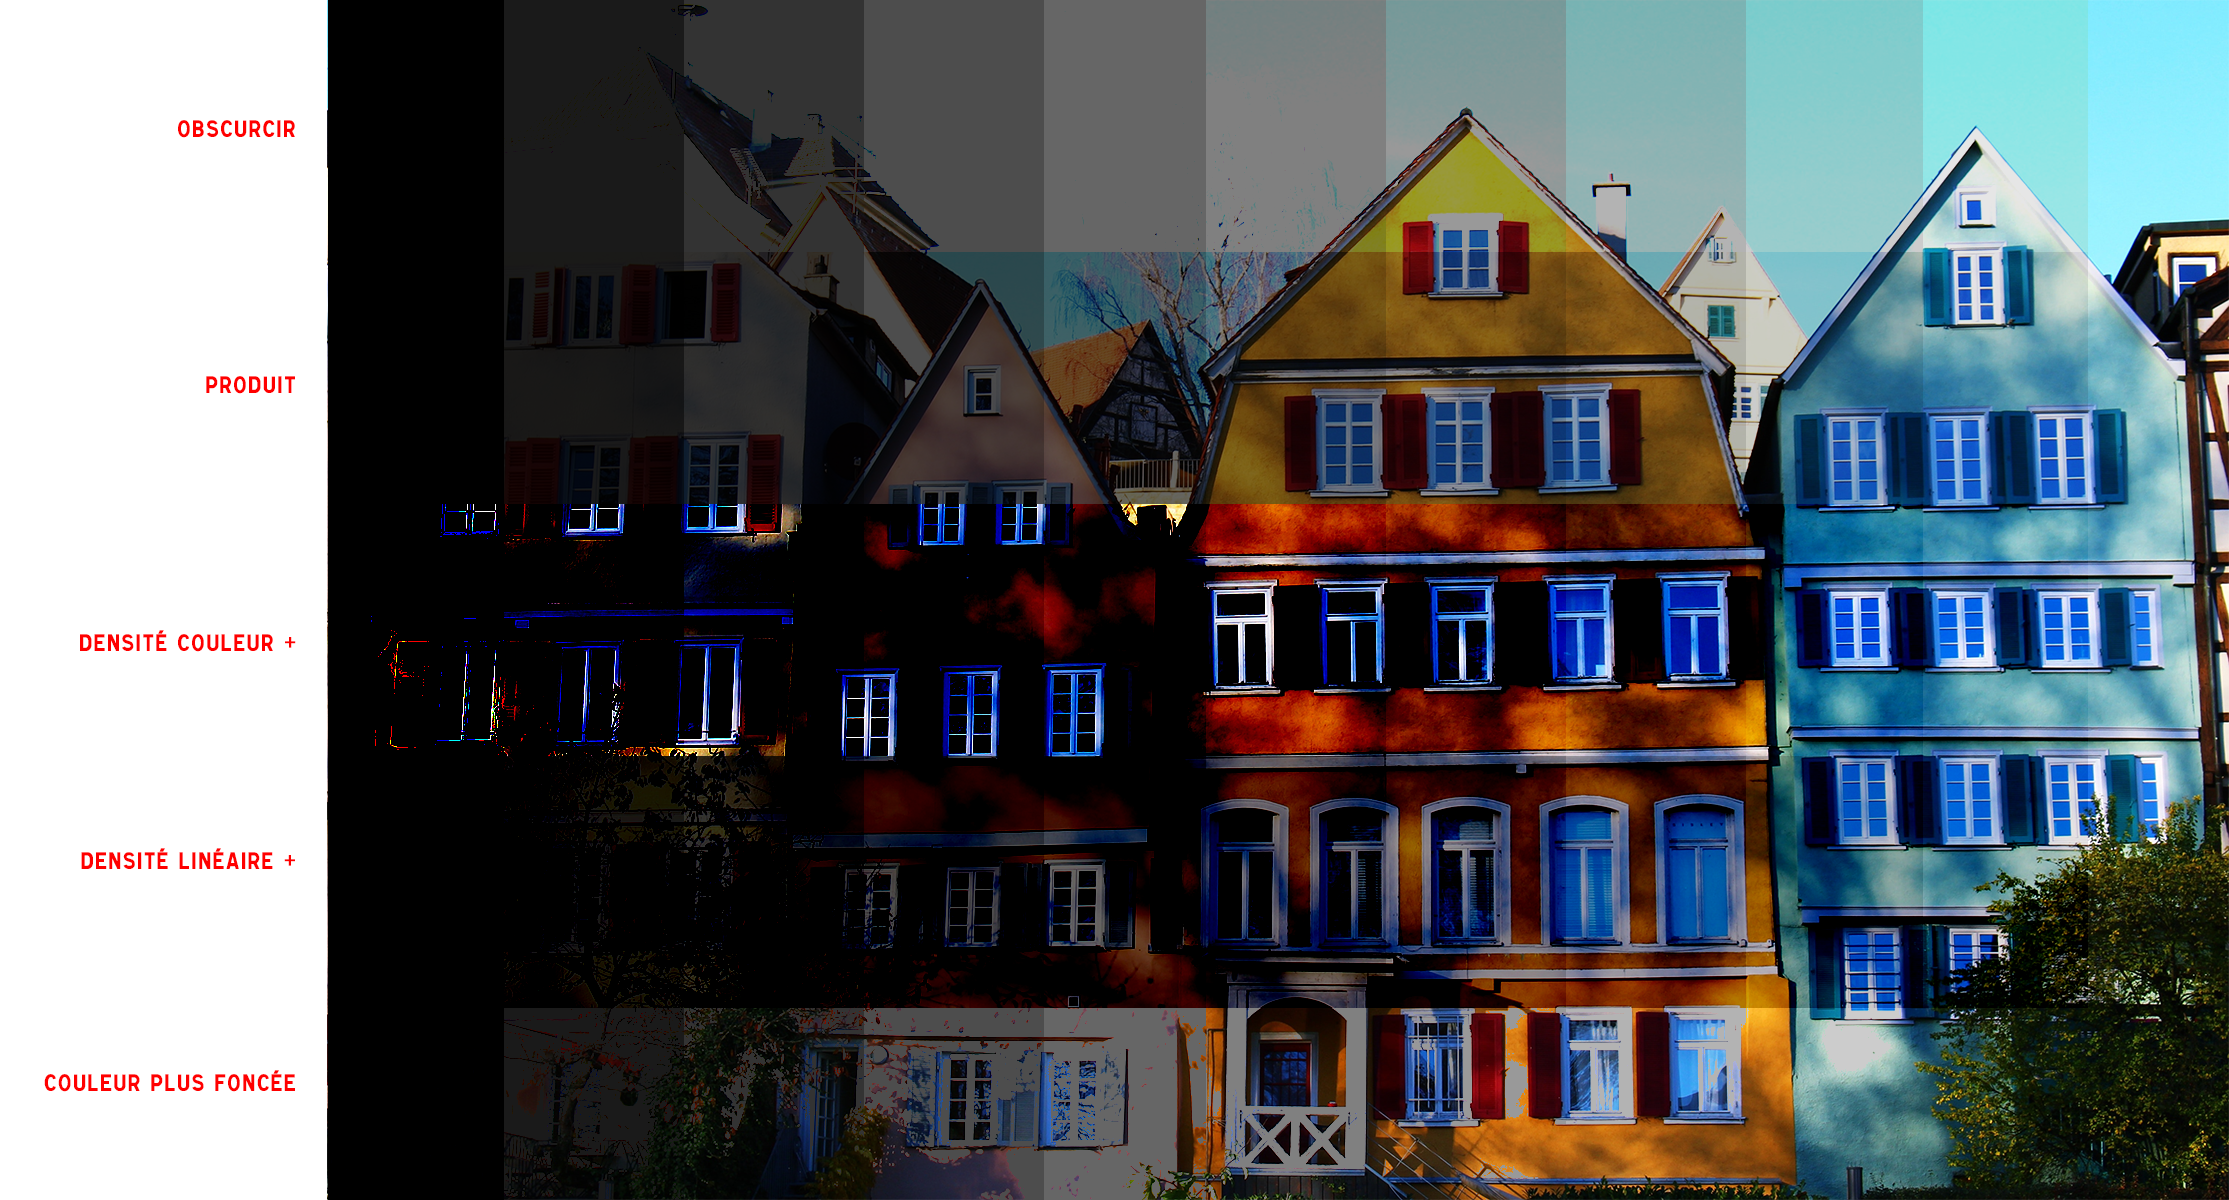 OBSCURCIR
PRODUIT
DENSITÉ COULEUR +
DENSITÉ LINÉAIRE +
COULEUR PLUS FONCÉE